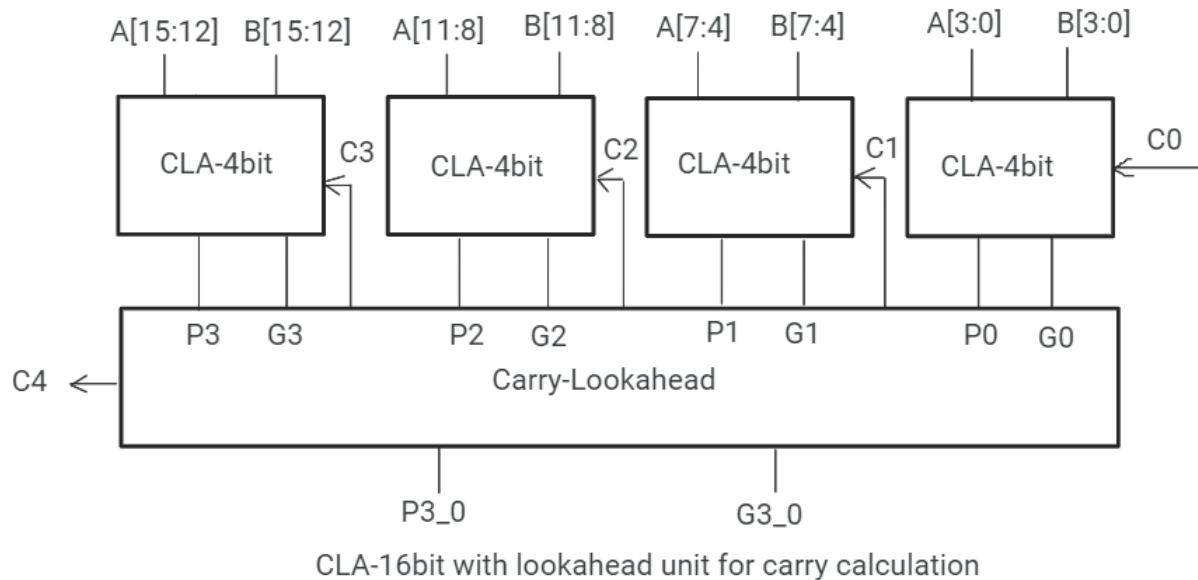 A[15:12] B[15:12] A[11:8] B[11:8] A[7:4] B[7:4] A[3:0] B[3:0]
CLA-4bit C3 CLA-4bit C2 CLA-4bit C1 CLA-4bit C0
P3 G3 P2 G2 P1 G1 P0 G0
C4 Carry-Lookahead
P3_0 G3_0
CLA-16bit with lookahead unit for carry calculation